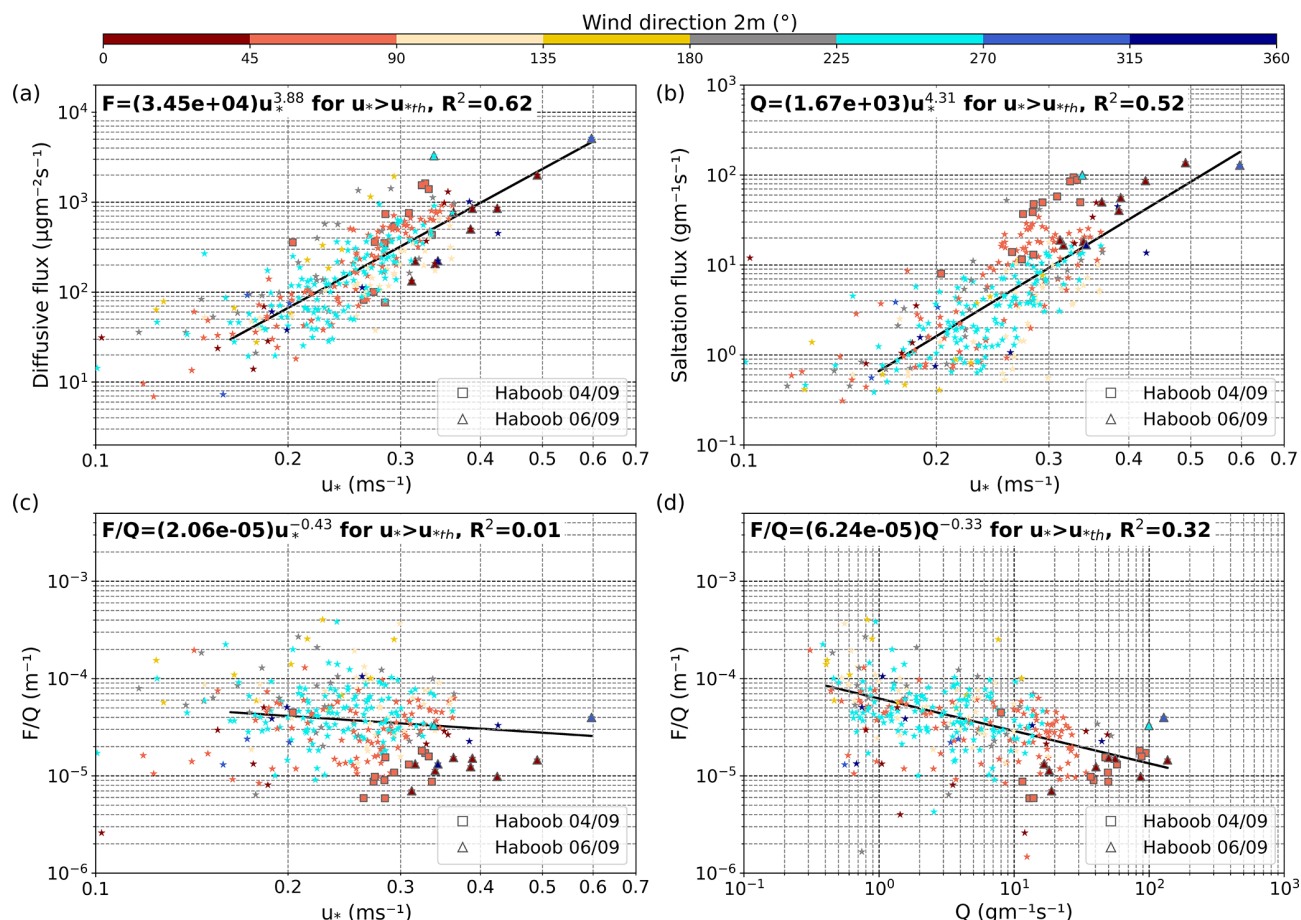 Wind direction 2m (°)
0 45 90 135 180 225 270 315 360
(a)
F=(3.45e+04)u*^3.88 for u*>u*th, R²=0.62
Diffusive flux (μgm⁻²s⁻¹)
10⁴
10³
10²
10¹
Haboob 04/09
Haboob 06/09
0.1 0.2 0.3 0.4 0.5 0.6 0.7
u* (ms⁻¹)
(b)
Q=(1.67e+03)u*^4.31 for u*>u*th, R²=0.52
Saltation flux (gm⁻¹s⁻¹)
10³
10²
10¹
10⁰
10⁻¹
Haboob 04/09
Haboob 06/09
0.1 0.2 0.3 0.4 0.5 0.6 0.7
u* (ms⁻¹)
(c)
F/Q=(2.06e-05)u*^−0.43 for u*>u*th, R²=0.01
F/Q (m⁻¹)
10⁻³
10⁻⁴
10⁻⁵
10⁻⁶
Haboob 04/09
Haboob 06/09
0.1 0.2 0.3 0.4 0.5 0.6 0.7
u* (ms⁻¹)
(d)
F/Q=(6.24e-05)Q^−0.33 for u*>u*th, R²=0.32
F/Q (m⁻¹)
10⁻³
10⁻⁴
10⁻⁵
10⁻⁶
Haboob 04/09
Haboob 06/09
10⁻¹ 10⁰ 10¹ 10² 10³
Q (gm⁻¹s⁻¹)